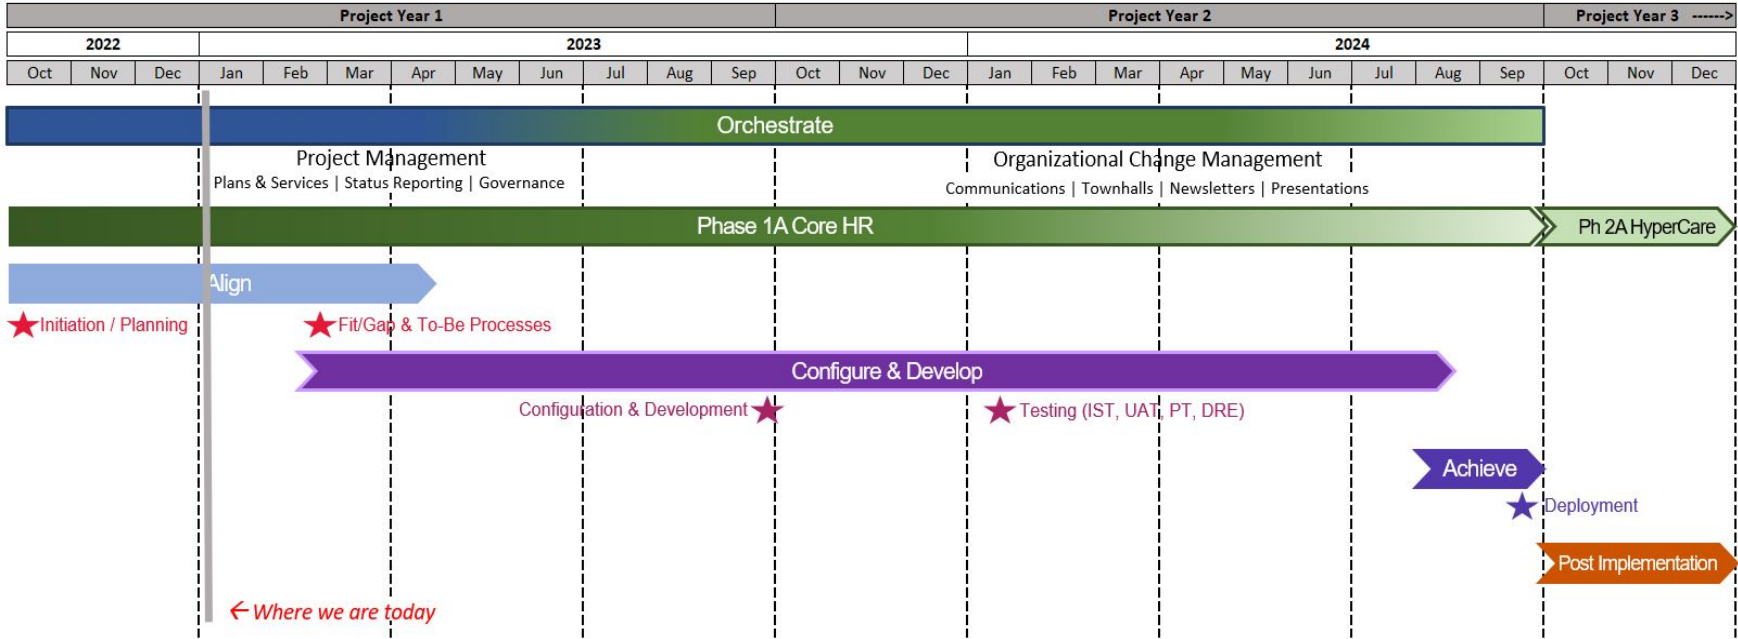 Project Year 1 Project Year 2 Project Year 3 ------>
2022 2023 2024
Oct Nov Dec Jan Feb Mar Apr May Jun Jul Aug Sep Oct Nov Dec Jan Feb Mar Apr May Jun Jul Aug Sep Oct Nov Dec
Orchestrate
Project Management
Plans & Services | Status Reporting | Governance
Organizational Change Management
Communications | Townhalls | Newsletters | Presentations
Phase 1A Core HR
Ph 2A HyperCare
Align
Initiation / Planning
Fit/Gap & To-Be Processes
Configure & Develop
Configuration & Development
Testing (IST, UAT, PT, DRE)
Achieve
Deployment
Post Implementation
← Where we are today